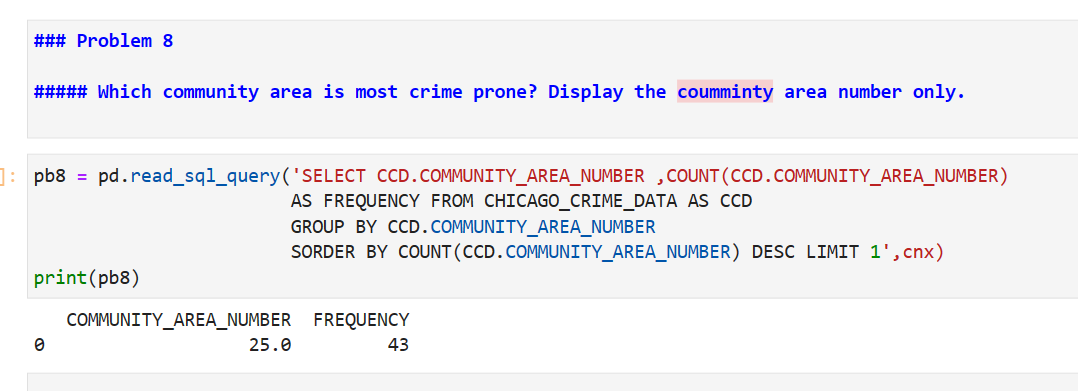 ### Problem 8
##### Which community area is most crime prone? Display the coumminty area number only.
]:
pb8 = pd.read_sql_query('SELECT CCD.COMMUNITY_AREA_NUMBER ,COUNT(CCD.COMMUNITY_AREA_NUMBER)
AS FREQUENCY FROM CHICAGO_CRIME_DATA AS CCD
GROUP BY CCD.COMMUNITY_AREA_NUMBER
SORDER BY COUNT(CCD.COMMUNITY_AREA_NUMBER) DESC LIMIT 1',cnx)
print(pb8)
COMMUNITY_AREA_NUMBER FREQUENCY
0 25.0 43